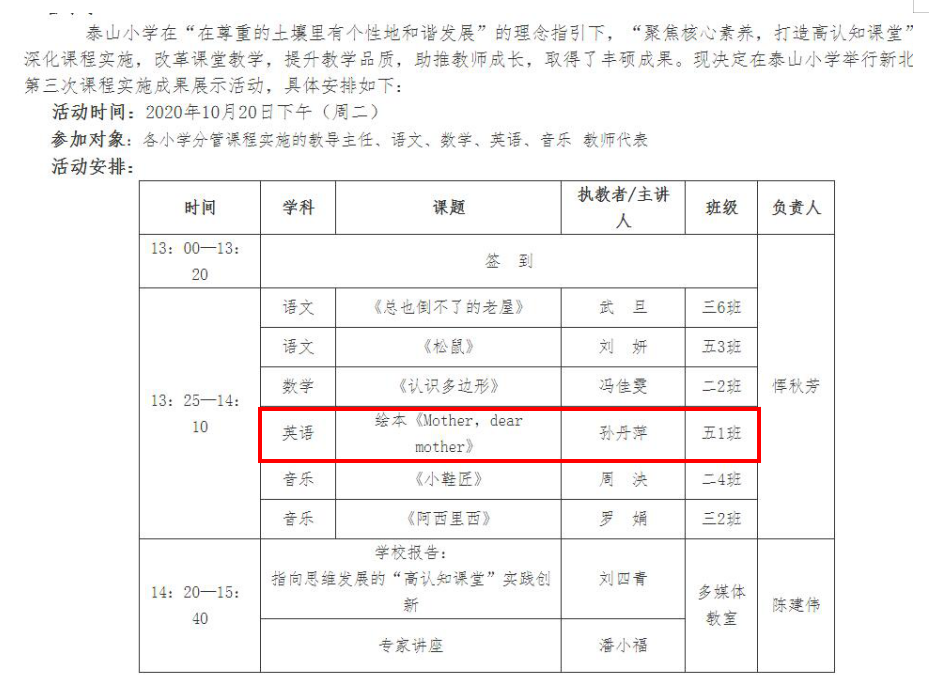 泰山小学在“在尊重的土壤里有个性地和谐发展”的理念指引下，“聚焦核心素养，打造高认知课堂”
深化课程实施，改革课堂教学，提升教学品质，助推教师成长，取得了丰硕成果。现决定在泰山小学举行新北
第三次课程实施成果展示活动，具体安排如下：
活动时间：2020年10月20日下午（周二）
参加对象：各小学分管课程实施的教导主任、语文、数学、英语、音乐 教师代表
活动安排：
时间 学科 课题 执教者/主讲人 班级 负责人
13：00—13：20 签 到
13：25—14：10 恽秋芳
语文 《总也倒不了的老屋》 武 旦 三6班
语文 《松鼠》 刘 妍 五3班
数学 《认识多边形》 冯佳雯 二2班
英语 绘本《Mother，dear mother》 孙丹萍 五1班
音乐 《小鞋匠》 周 泱 二4班
音乐 《阿西里西》 罗 娟 三2班
14：20—15：40 多媒体教室 陈建伟
学校报告：
指向思维发展的“高认知课堂”实践创新 刘四青
专家讲座 潘小福